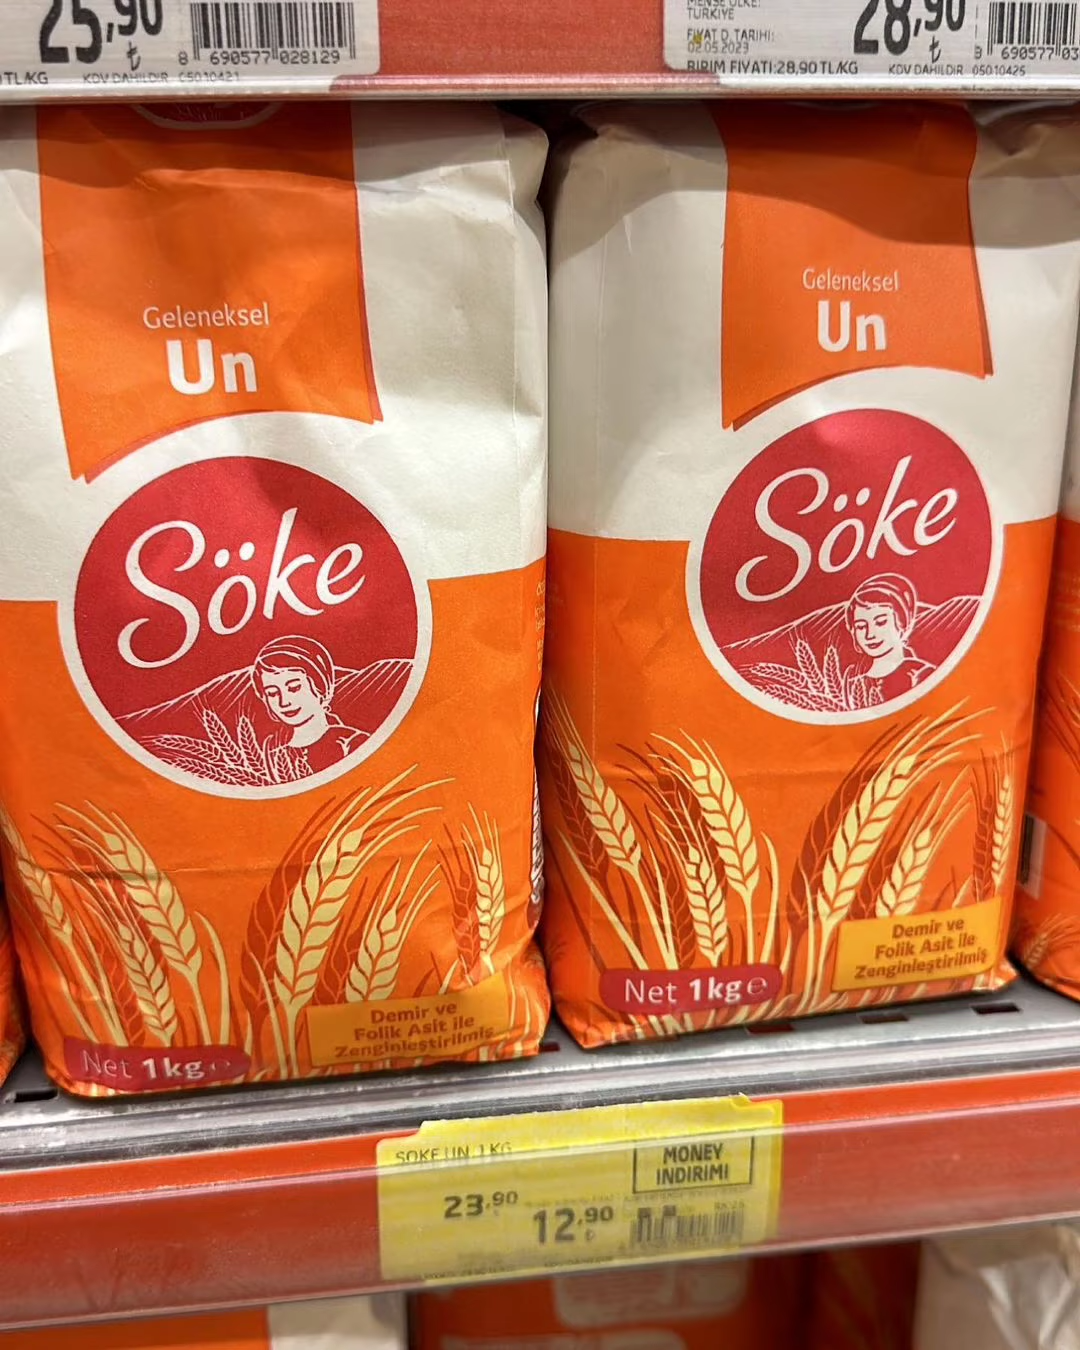 25,90
₺
8 690577 028129
TL/KG
KDV DAHİLDİR C5010421
MENŞE ÜLKE:
TÜRKİYE
FİYAT D. TARİHİ:
02.05.2023
BİRİM FİYATI:28,90 TL/KG
28,90
₺
690577
KDV DAHİLDİR 05010425
Geleneksel
Un
Söke
Demir ve
Folik Asit ile
Zenginleştirilmiş
Net 1kg e
Geleneksel
Un
Söke
Demir ve
Folik Asit ile
Zenginleştirilmiş
Net 1kg e
SÖKE UN 1 KG
MONEY
İNDİRİMİ
23,90
₺
12,90
₺